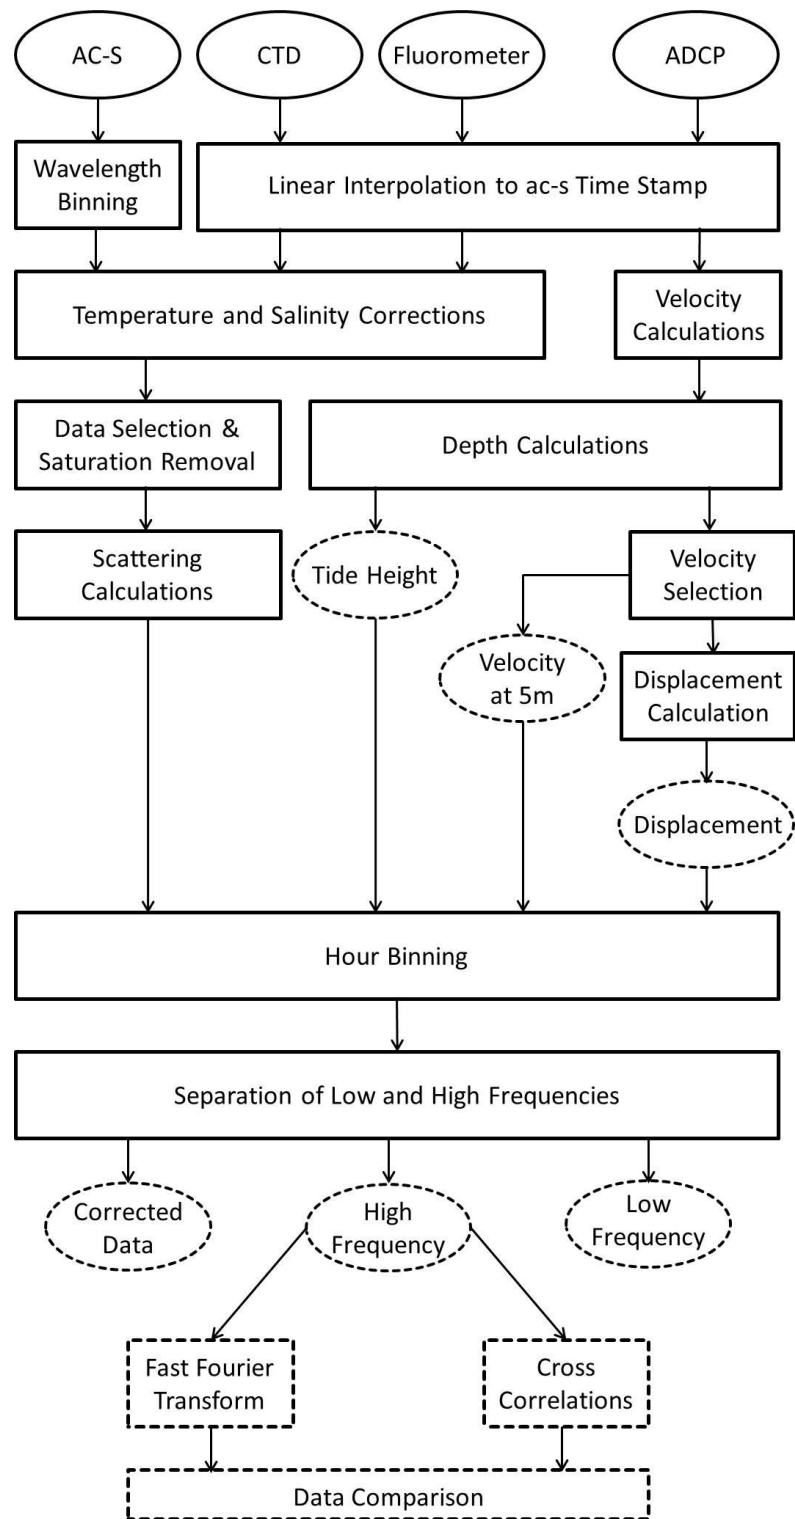 AC-S
CTD
Fluorometer
ADCP
Wavelength
Binning
Linear Interpolation to ac-s Time Stamp
Temperature and Salinity Corrections
Velocity
Calculations
Data Selection &
Saturation Removal
Depth Calculations
Scattering
Calculations
Tide Height
Velocity
Selection
Velocity
at 5m
Displacement
Calculation
Displacement
Hour Binning
Separation of Low and High Frequencies
Corrected
Data
High
Frequency
Low
Frequency
Fast Fourier
Transform
Cross
Correlations
Data Comparison